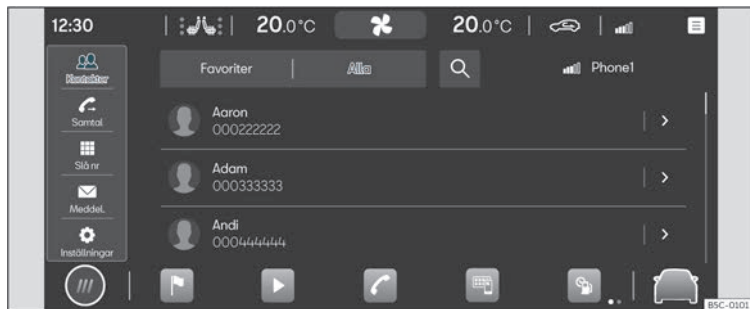 12:30
20.0°C
20.0°C
Kontakter
Samtal
Slå nr
Meddel.
Inställningar
Favoriter
Alla
Phone1
Aaron
000222222
Adam
000333333
Andi
000444444
B5C-0101